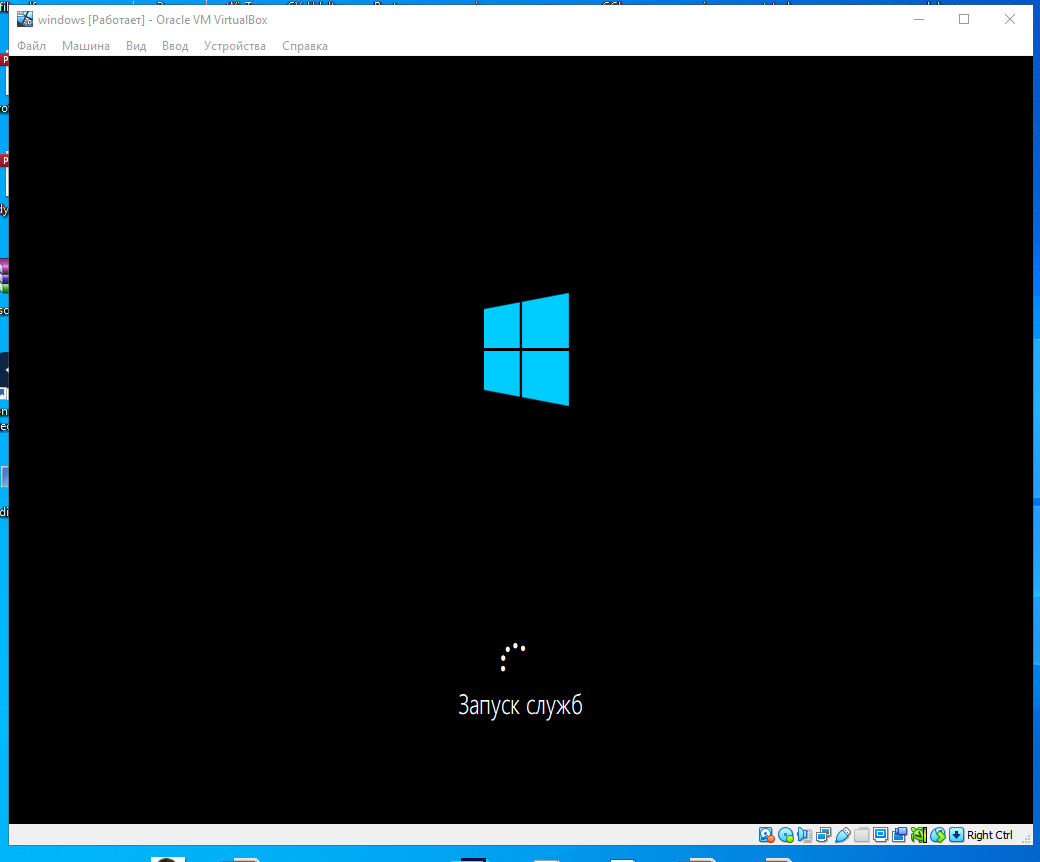 windows [Работает] - Oracle VM VirtualBox
Файл Машина Вид Ввод Устройства Справка
Запуск служб
Right Ctrl